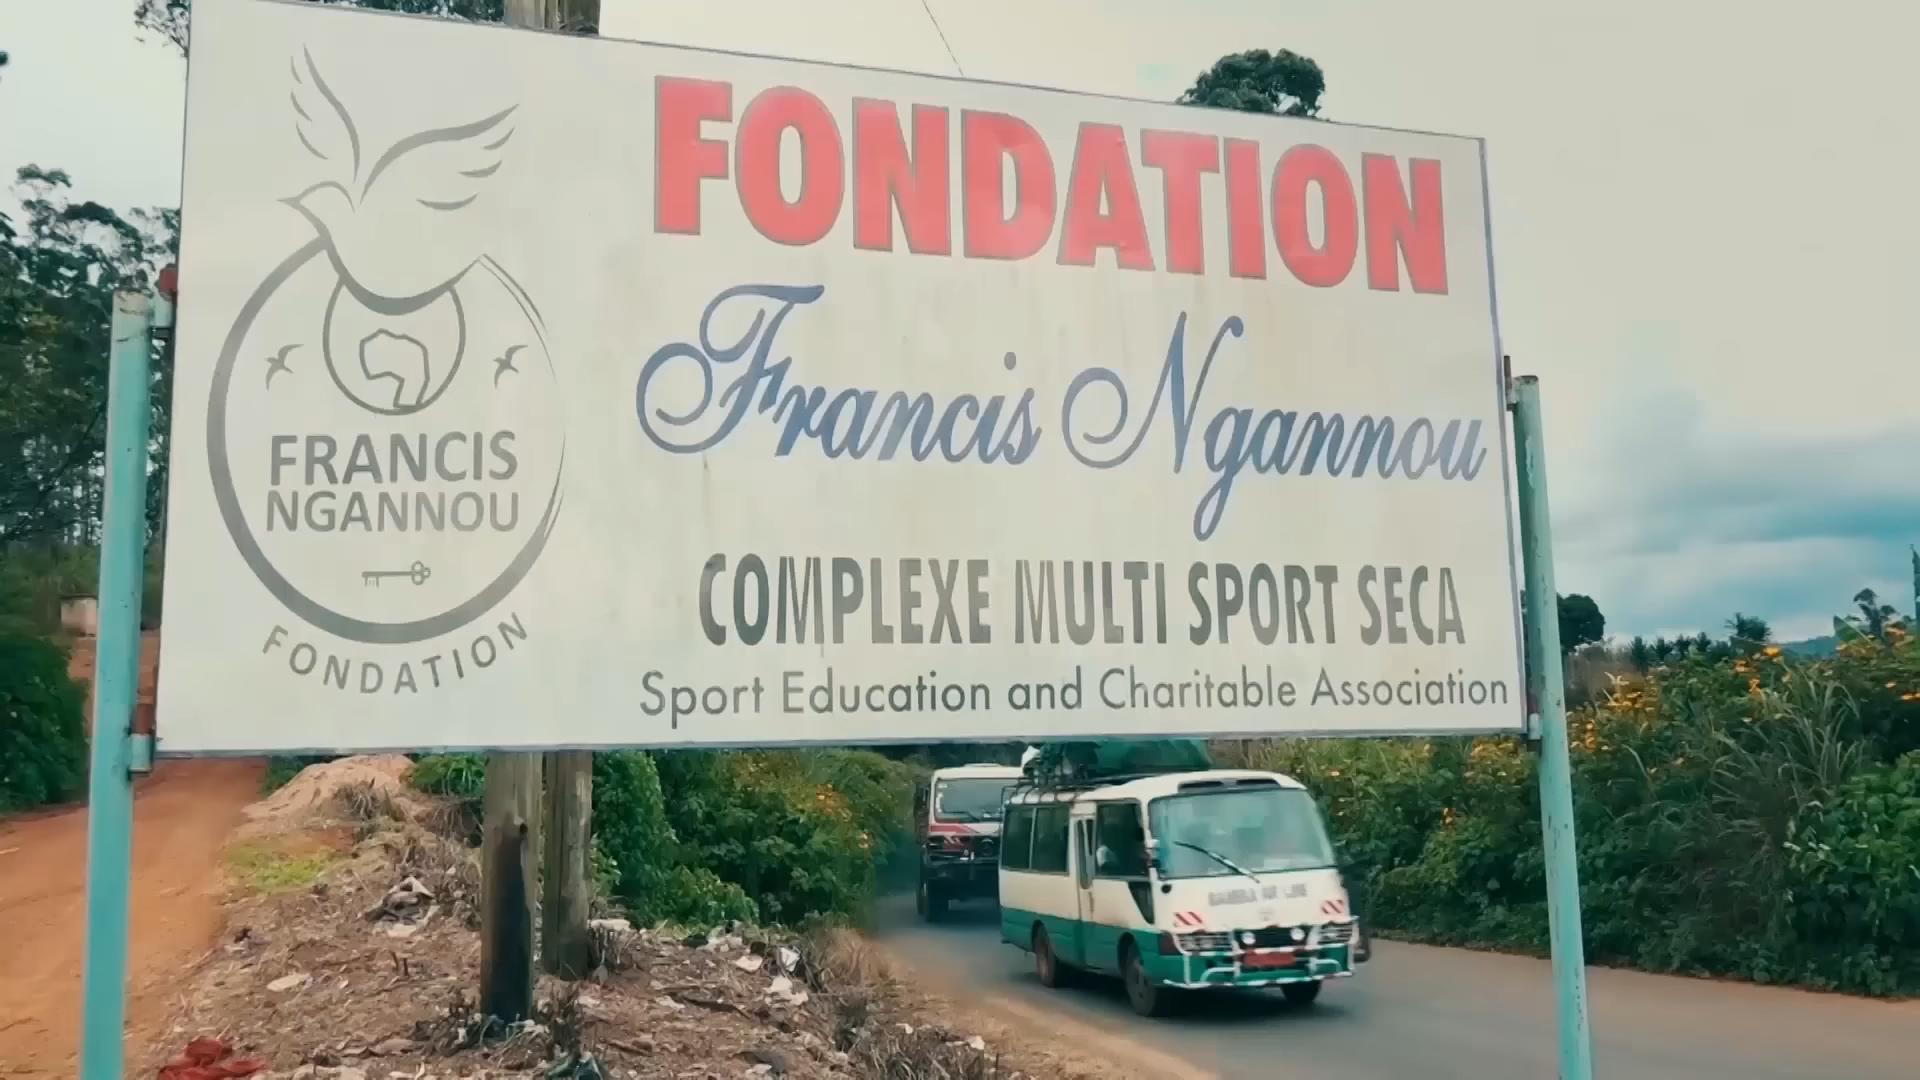 FONDATION
Francis Ngannou
COMPLEXE MULTI SPORT SECA
Sport Education and Charitable Association
FRANCIS
NGANNOU
FONDATION